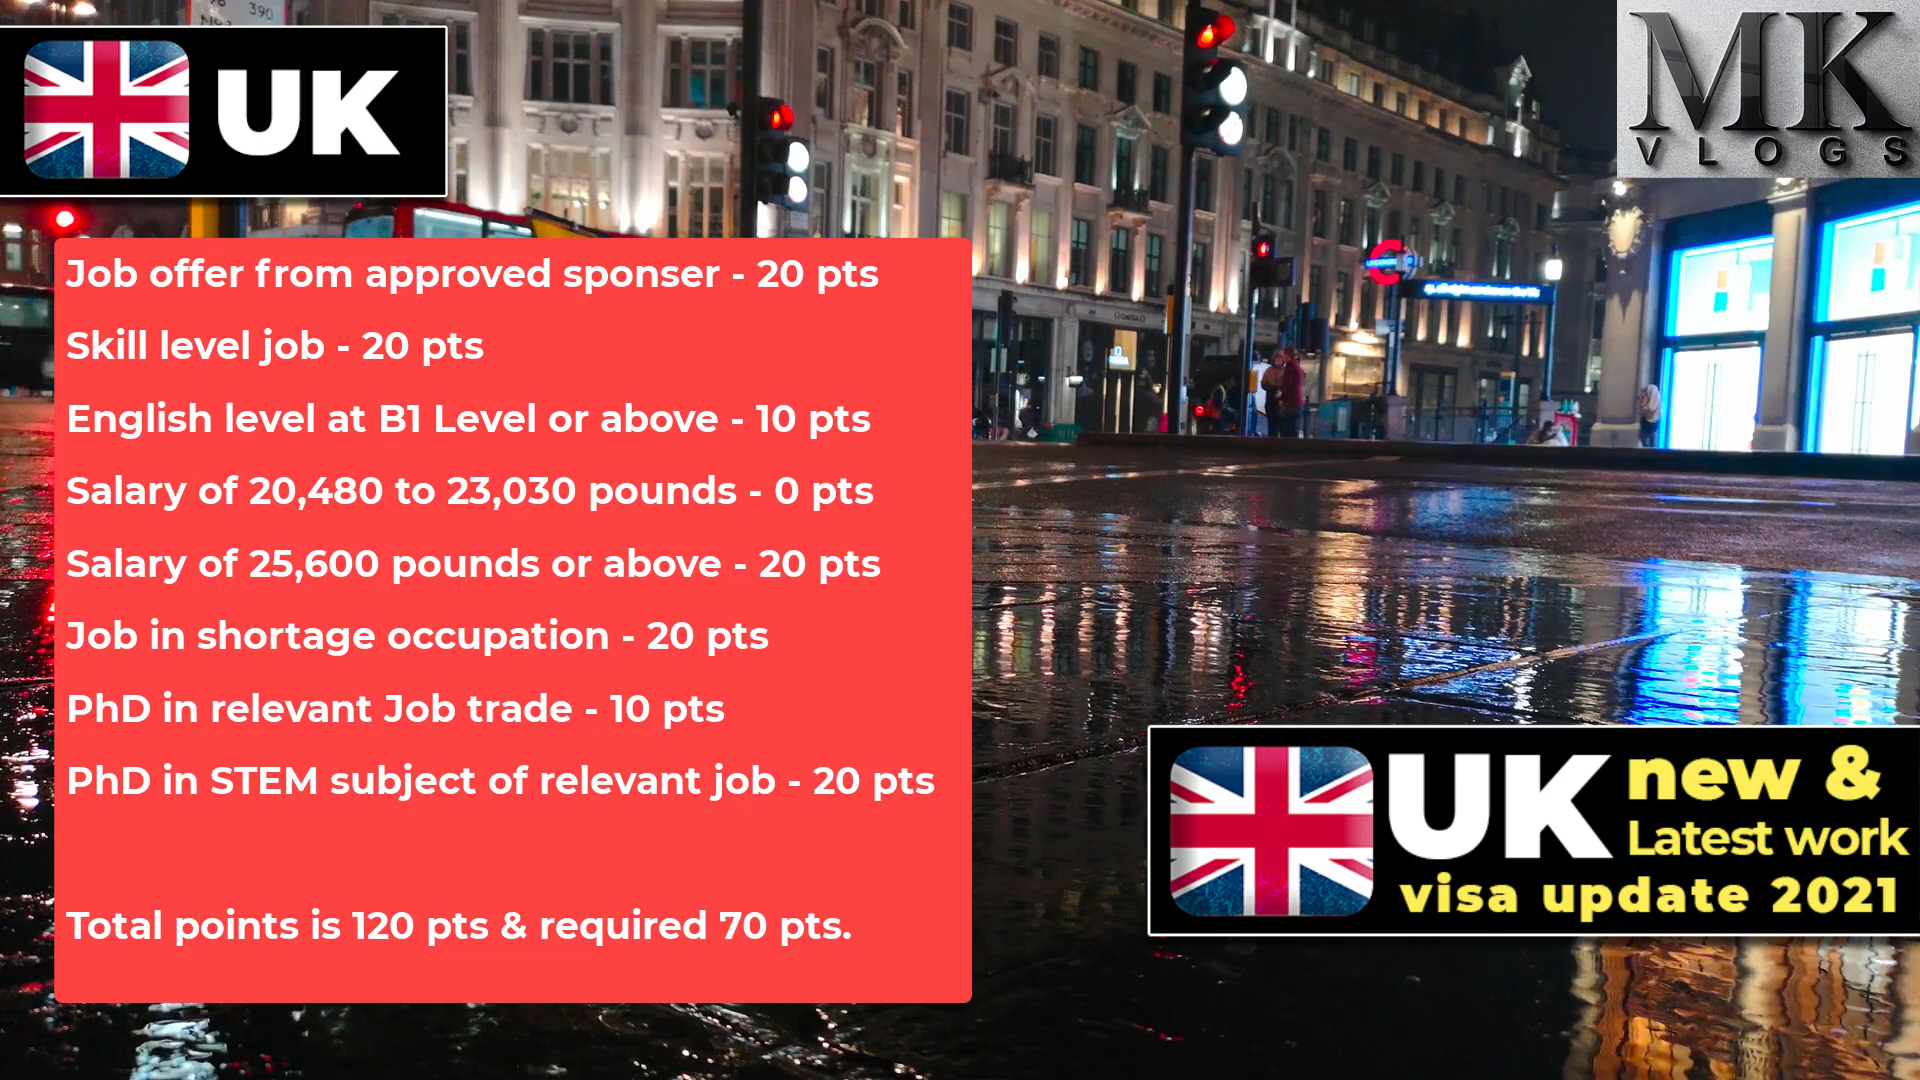 390
UK
MK
VLOGS
Job offer from approved sponser - 20 pts
Skill level job - 20 pts
English level at B1 Level or above - 10 pts
Salary of 20,480 to 23,030 pounds - 0 pts
Salary of 25,600 pounds or above - 20 pts
Job in shortage occupation - 20 pts
PhD in relevant Job trade - 10 pts
PhD in STEM subject of relevant job - 20 pts
Total points is 120 pts & required 70 pts.
OMEGA
UK new &
Latest work
visa update 2021